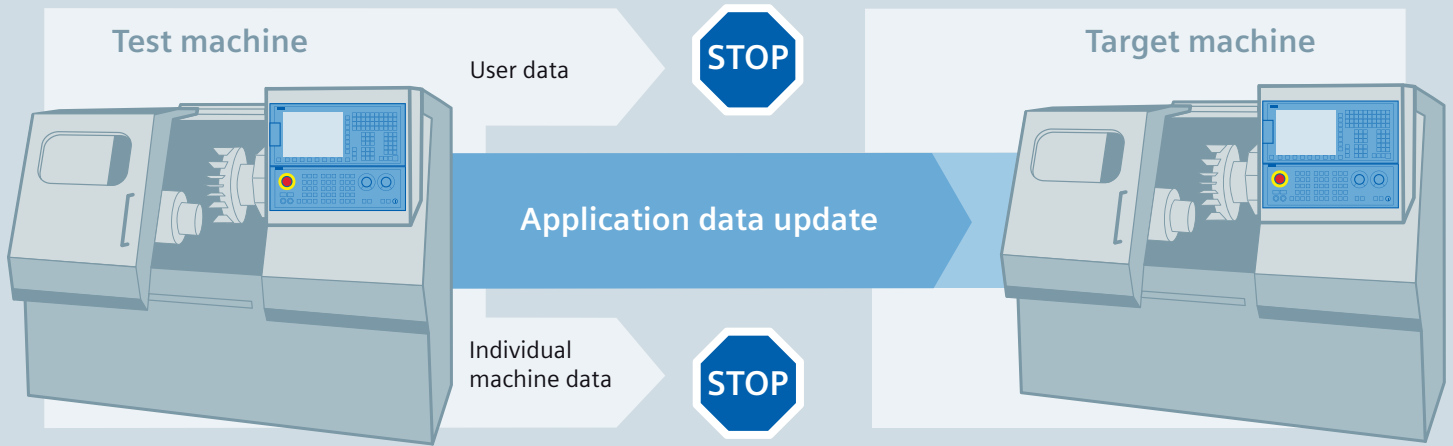 Test machine
User data
STOP
Target machine
Application data update
Individual
machine data
STOP